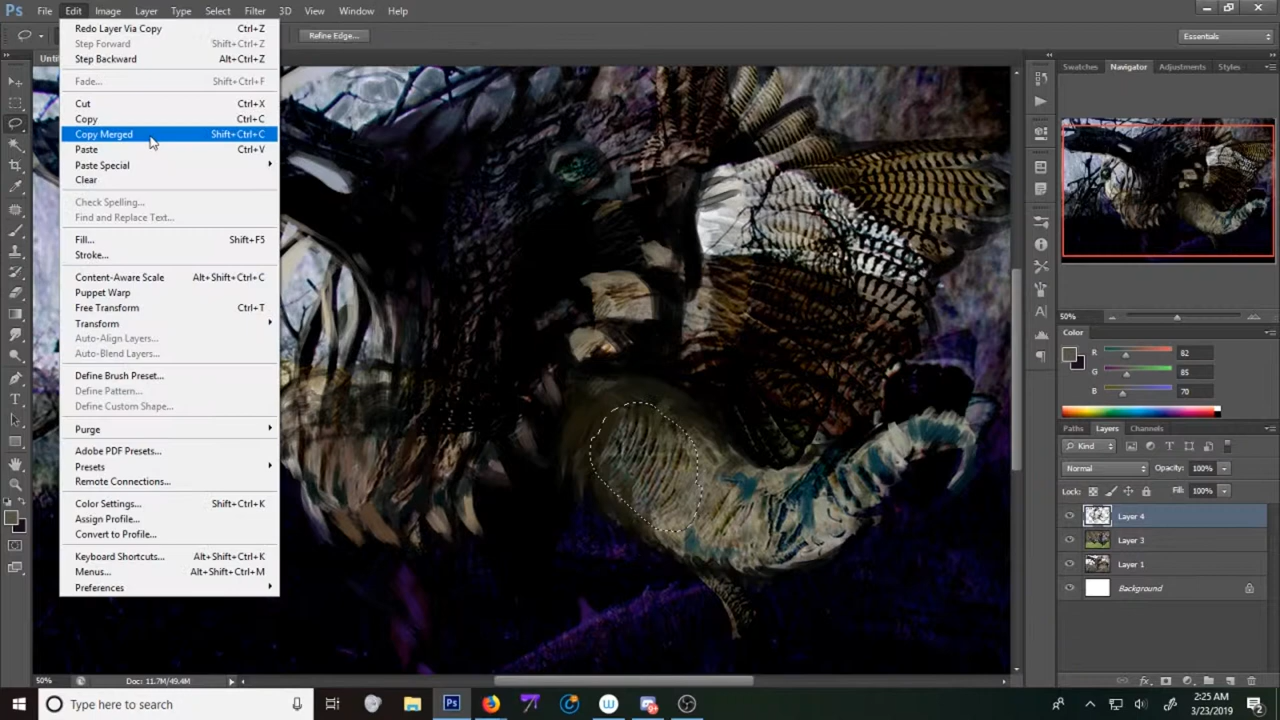 Ps File Edit Image Layer Type Select Filter 3D View Window Help
Refine Edge...
Essentials
Redo Layer Via Copy Ctrl+Z
Step Forward Shift+Ctrl+Z
Step Backward Alt+Ctrl+Z
Fade... Shift+Ctrl+F
Cut Ctrl+X
Copy Ctrl+C
Copy Merged Shift+Ctrl+C
Paste Ctrl+V
Paste Special
Clear
Check Spelling...
Find and Replace Text...
Fill... Shift+F5
Stroke...
Content-Aware Scale Alt+Shift+Ctrl+C
Puppet Warp
Free Transform Ctrl+T
Transform
Auto-Align Layers...
Auto-Blend Layers...
Define Brush Preset...
Define Pattern...
Define Custom Shape...
Purge
Adobe PDF Presets...
Presets
Remote Connections...
Color Settings... Shift+Ctrl+K
Assign Profile...
Convert to Profile...
Keyboard Shortcuts... Alt+Shift+Ctrl+K
Menus... Alt+Shift+Ctrl+M
Preferences
Swatches Navigator Adjustments Styles
50%
Color
R 82
G 85
B 70
Paths Layers Channels
Kind
Normal Opacity: 100%
Lock: Fill: 100%
Layer 4
Layer 3
Layer 1
Background
50% Doc: 11.7M/49.4M
Type here to search
2:25 AM
3/23/2019